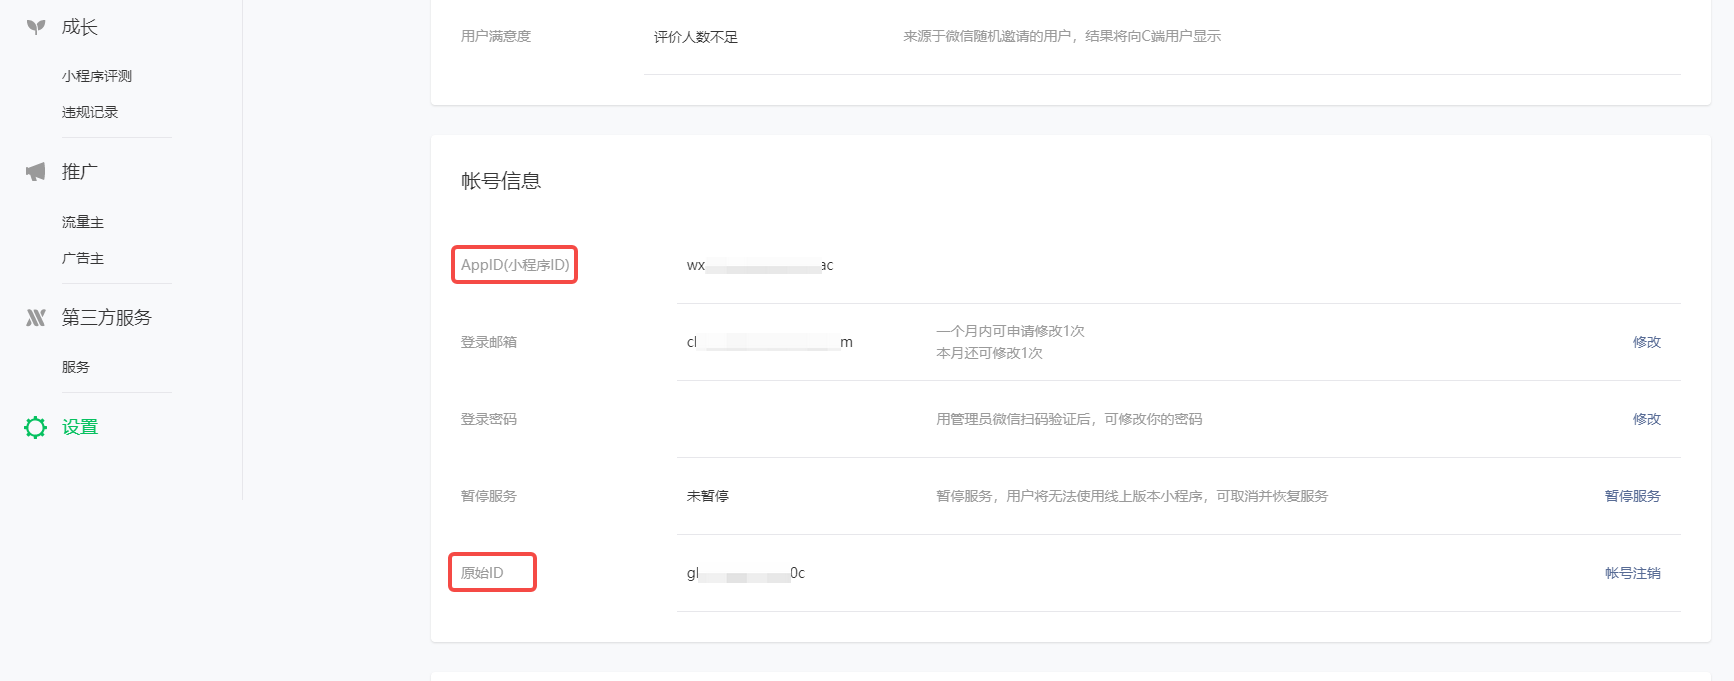 成长
小程序评测
违规记录
推广
流量主
广告主
第三方服务
服务
设置
用户满意度 评价人数不足 来源于微信随机邀请的用户，结果将向C端用户显示
帐号信息
AppID(小程序ID) wx ac
登录邮箱 cl m 一个月内可申请修改1次
本月还可修改1次 修改
登录密码 用管理员微信扫码验证后，可修改你的密码 修改
暂停服务 未暂停 暂停服务，用户将无法使用线上版本小程序，可取消并恢复服务 暂停服务
原始ID gl 0c 帐号注销